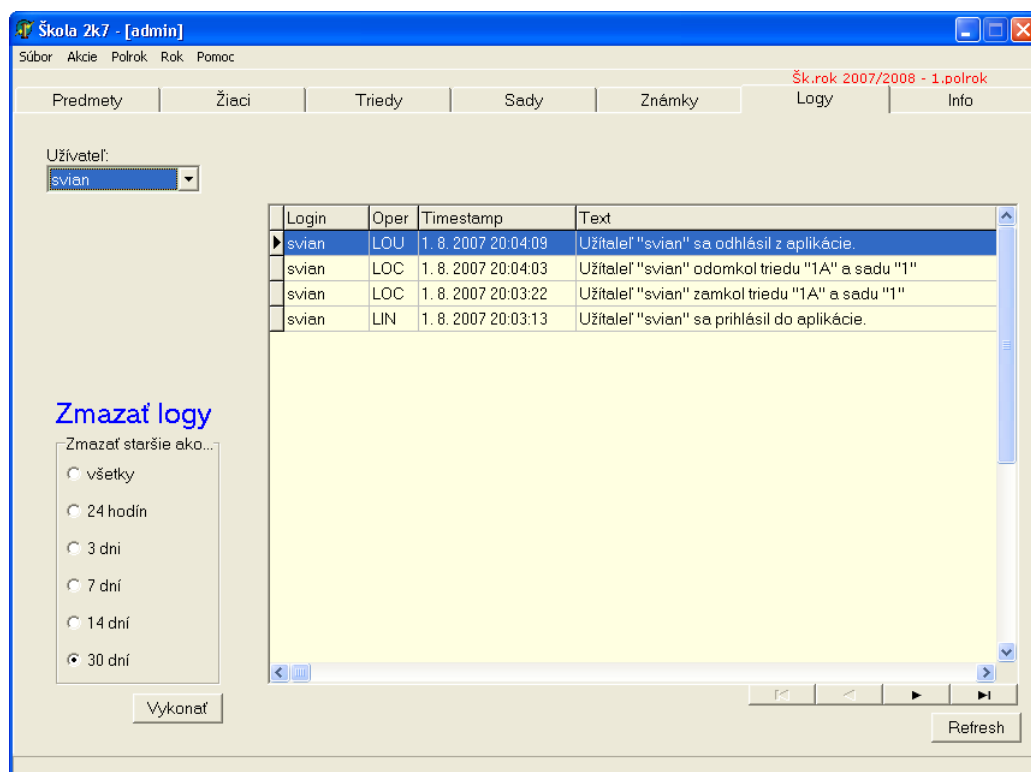 Škola 2k7 - [admin]
Súbor Akcie Polrok Rok Pomoc
Šk.rok 2007/2008 - 1.polrok
Predmety Žiaci Triedy Sady Známky Logy Info
Užívateľ:
svian
Login Oper Timestamp Text
svian LOU 1. 8. 2007 20:04:09 Užítaleľ "svian" sa odhlásil z aplikácie.
svian LOC 1. 8. 2007 20:04:03 Užítaleľ "svian" odomkol triedu "1A" a sadu "1"
svian LOC 1. 8. 2007 20:03:22 Užítaleľ "svian" zamkol triedu "1A" a sadu "1"
svian LIN 1. 8. 2007 20:03:13 Užítaleľ "svian" sa prihlásil do aplikácie.
Zmazať logy
Zmazať staršie ako...
všetky
24 hodín
3 dni
7 dní
14 dní
30 dní
Vykonať
Refresh